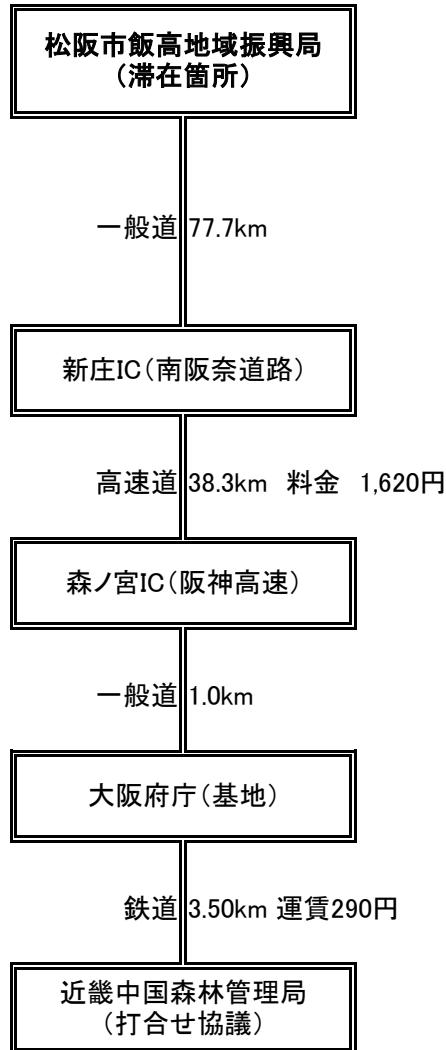 松阪市飯高地域振興局
（滞在箇所）
一般道 77.7km
新庄IC（南阪奈道路）
高速道 38.3km 料金 1,620円
森ノ宮IC（阪神高速）
一般道 1.0km
大阪府庁（基地）
鉄道 3.50km 運賃290円
近畿中国森林管理局
（打合せ協議）